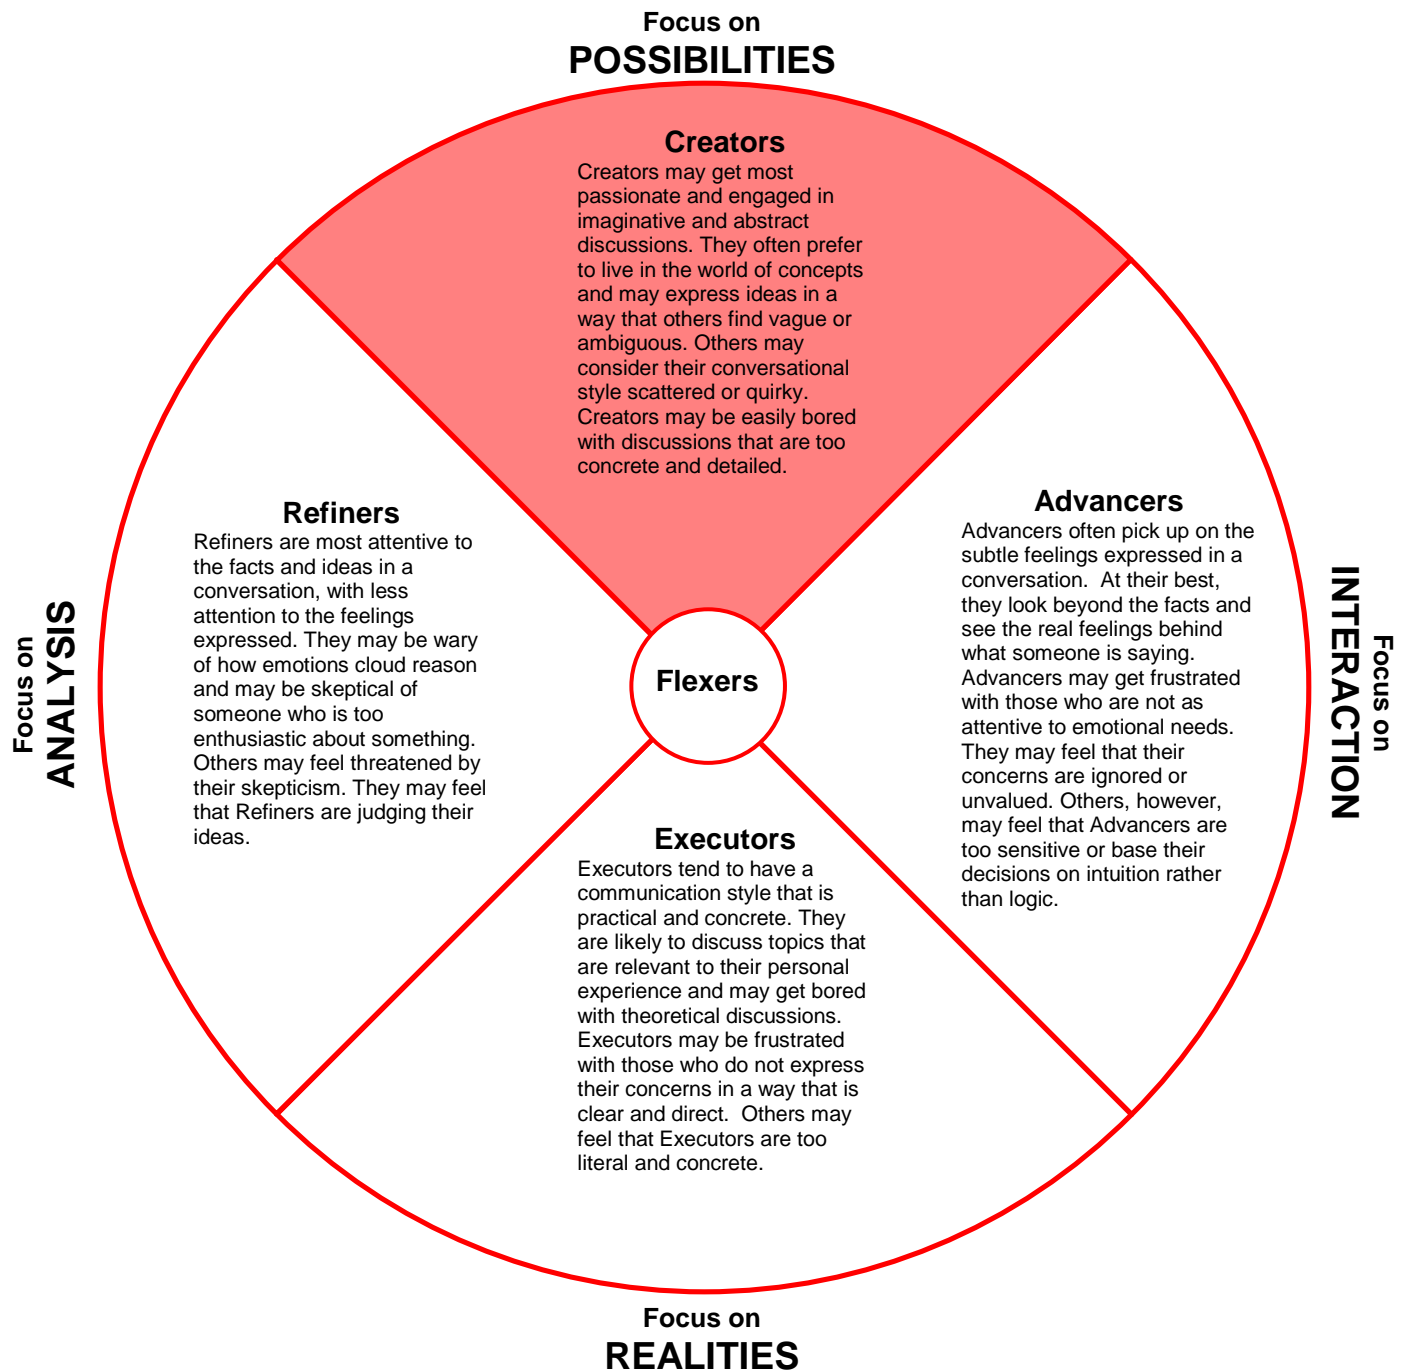 Focus on
POSSIBILITIES
Creators
Creators may get most
passionate and engaged in
imaginative and abstract
discussions. They often prefer
to live in the world of concepts
and may express ideas in a
way that others find vague or
ambiguous. Others may
consider their conversational
style scattered or quirky.
Creators may be easily bored
with discussions that are too
concrete and detailed.
Focus on
ANALYSIS
Refiners
Refiners are most attentive to
the facts and ideas in a
conversation, with less
attention to the feelings
expressed. They may be wary
of how emotions cloud reason
and may be skeptical of
someone who is too
enthusiastic about something.
Others may feel threatened by
their skepticism. They may feel
that Refiners are judging their
ideas.
Flexers
Advancers
Advancers often pick up on the
subtle feelings expressed in a
conversation.  At their best,
they look beyond the facts and
see the real feelings behind
what someone is saying.
Advancers may get frustrated
with those who are not as
attentive to emotional needs.
They may feel that their
concerns are ignored or
unvalued. Others, however,
may feel that Advancers are
too sensitive or base their
decisions on intuition rather
than logic.
Focus on
INTERACTION
Executors
Executors tend to have a
communication style that is
practical and concrete. They
are likely to discuss topics that
are relevant to their personal
experience and may get bored
with theoretical discussions.
Executors may be frustrated
with those who do not express
their concerns in a way that is
clear and direct.  Others may
feel that Executors are too
literal and concrete.
Focus on
REALITIES